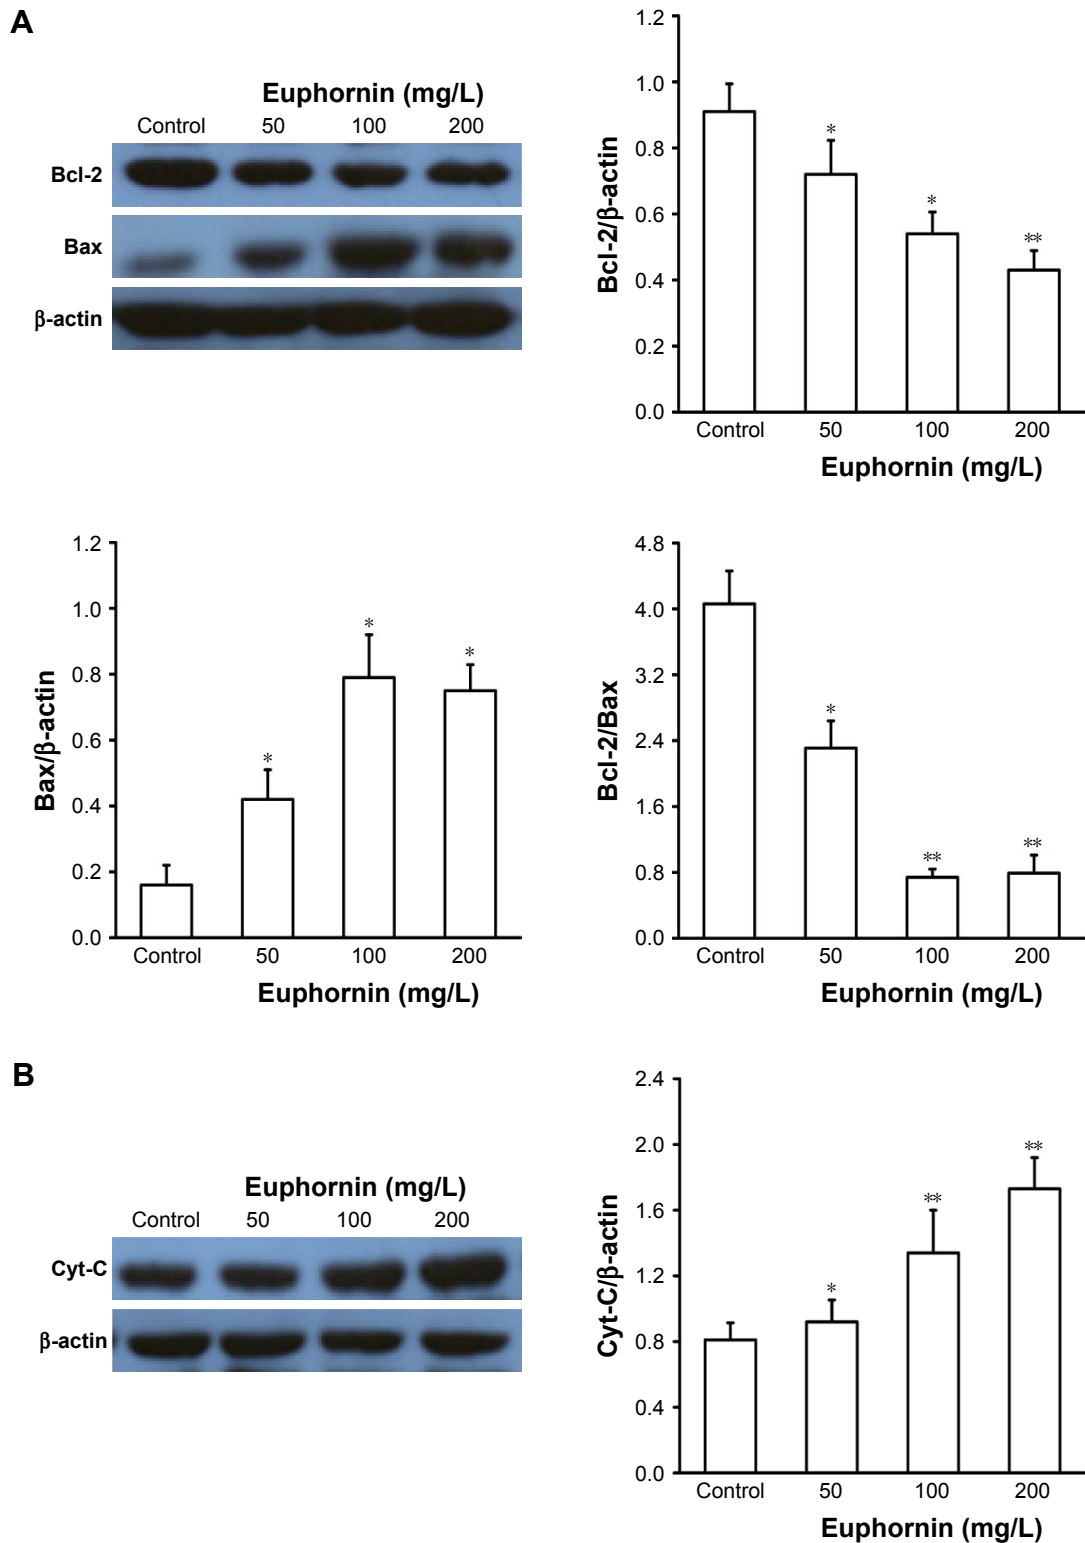 A
Euphornin (mg/L)
Control 50 100 200
Bcl-2
Bax
β-actin
Bcl-2/β-actin
1.2
1.0
0.8
0.6
0.4
0.2
0.0
*
*
**
Control 50 100 200
Euphornin (mg/L)
Bax/β-actin
1.2
1.0
0.8
0.6
0.4
0.2
0.0
*
*
*
Control 50 100 200
Euphornin (mg/L)
Bcl-2/Bax
4.8
4.0
3.2
2.4
1.6
0.8
0.0
*
**
**
Control 50 100 200
Euphornin (mg/L)
B
Euphornin (mg/L)
Control 50 100 200
Cyt-C
β-actin
Cyt-C/β-actin
2.4
2.0
1.6
1.2
0.8
0.4
0.0
*
**
**
Control 50 100 200
Euphornin (mg/L)